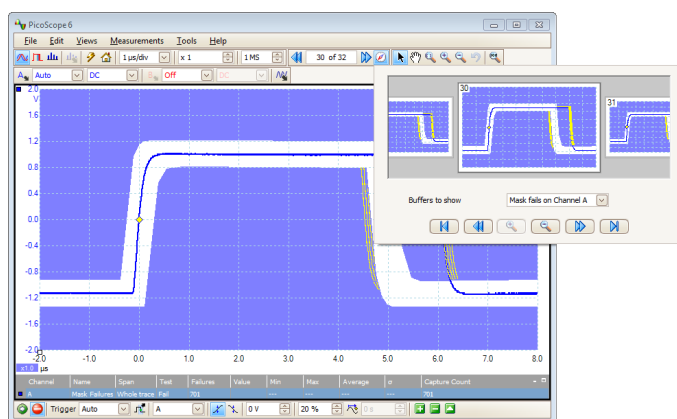 PicoScope 6
File Edit Views Measurements Tools Help
1 µs/div x 1 1 MS 30 of 32
A Auto DC B Off DC
30
31
Buffers to show Mask fails on Channel A
2.0
V
1.6
1.2
0.8
0.4
0.0
-0.4
-0.8
-1.2
-1.6
-2.0
-2.0 -1.0 0.0 1.0 2.0 3.0 4.0 5.0 6.0 7.0 8.0
x1.0 µs
Channel Name Span Test Failures Value Min Max Average σ Capture Count
A Mask Failures Whole trace Fail 701 --- --- --- --- 701
Trigger Auto A 0 V 20 % 0 s